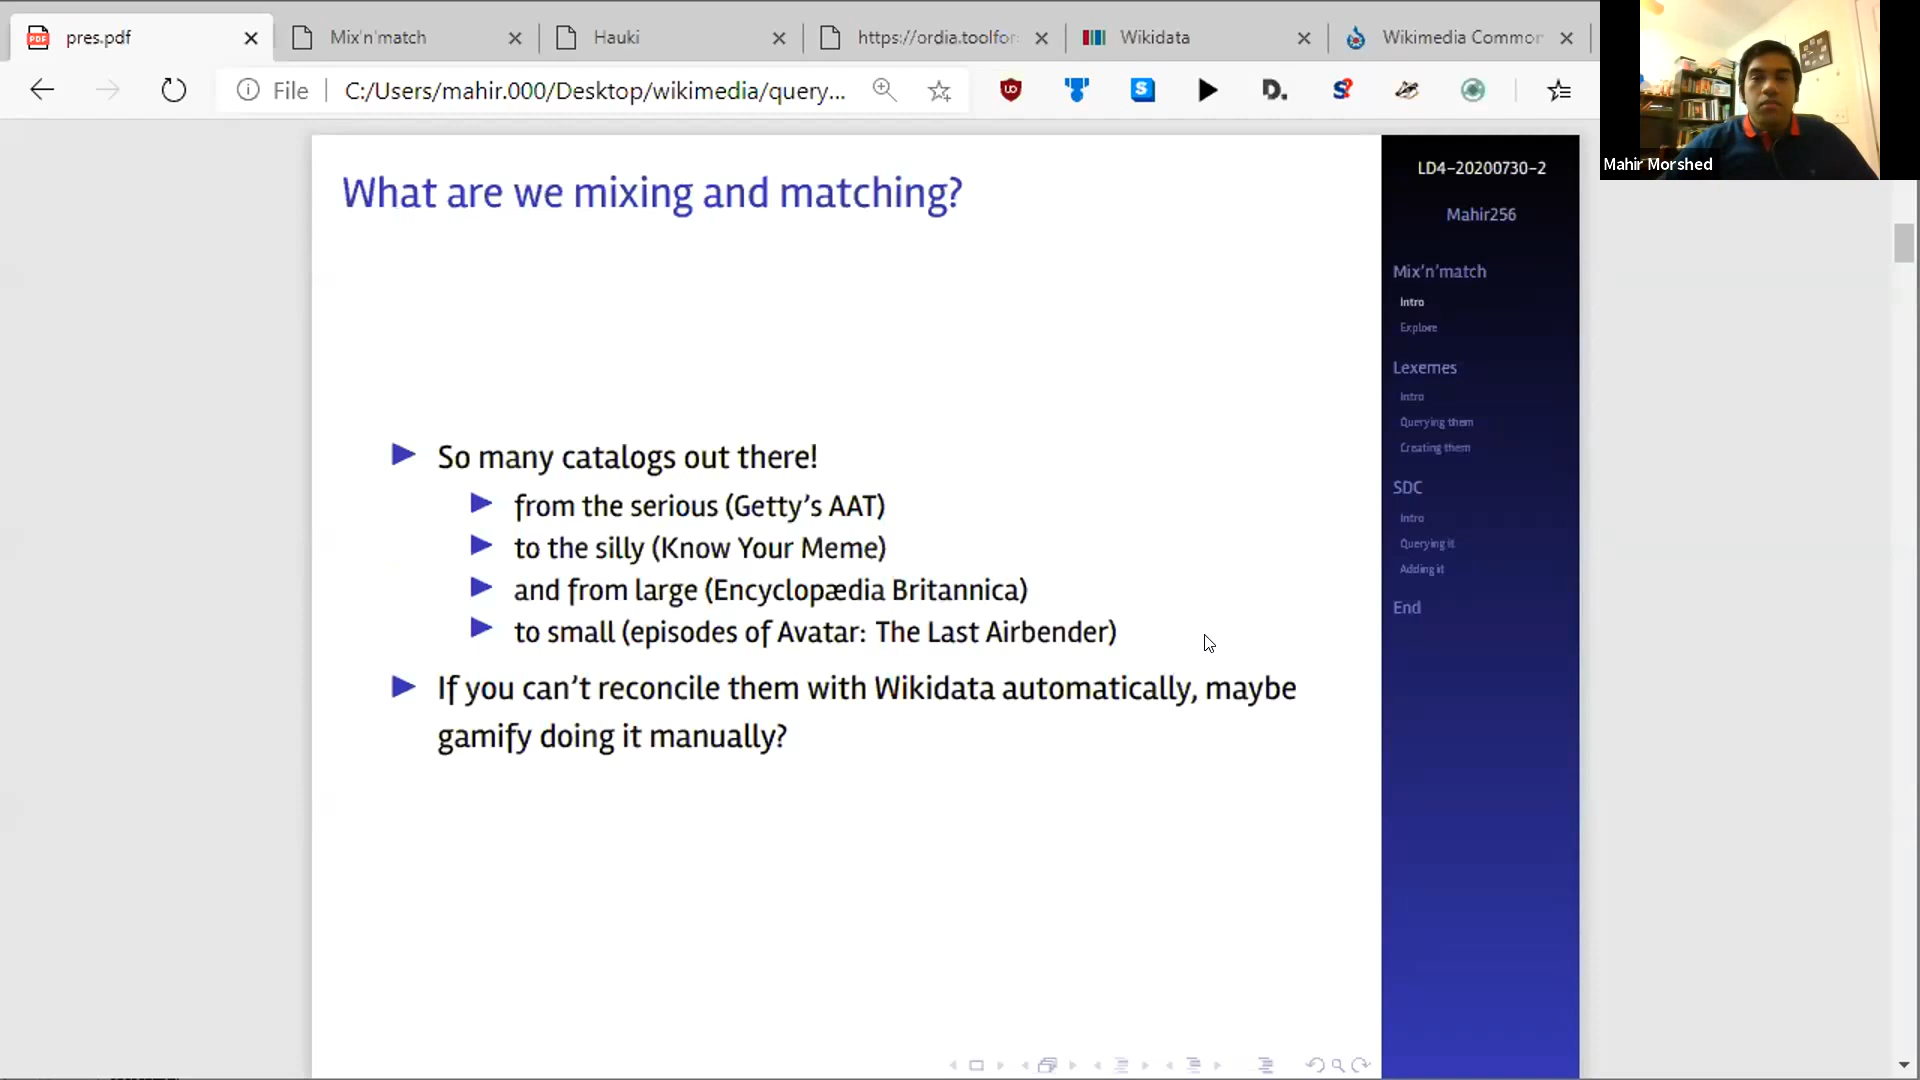 pres.pdf
Mix'n'match
Hauki
https://ordia.toolfor
Wikidata
Wikimedia Common
File
C:/Users/mahir.000/Desktop/wikimedia/query...
Mahir Morshed
What are we mixing and matching?
So many catalogs out there!
from the serious (Getty's AAT)
to the silly (Know Your Meme)
and from large (Encyclopædia Britannica)
to small (episodes of Avatar: The Last Airbender)
If you can't reconcile them with Wikidata automatically, maybe
gamify doing it manually?
LD4-20200730-2
Mahir256
Mix'n'match
Intro
Explore
Lexemes
Intro
Querying them
Creating them
SDC
Intro
Querying it
Adding it
End